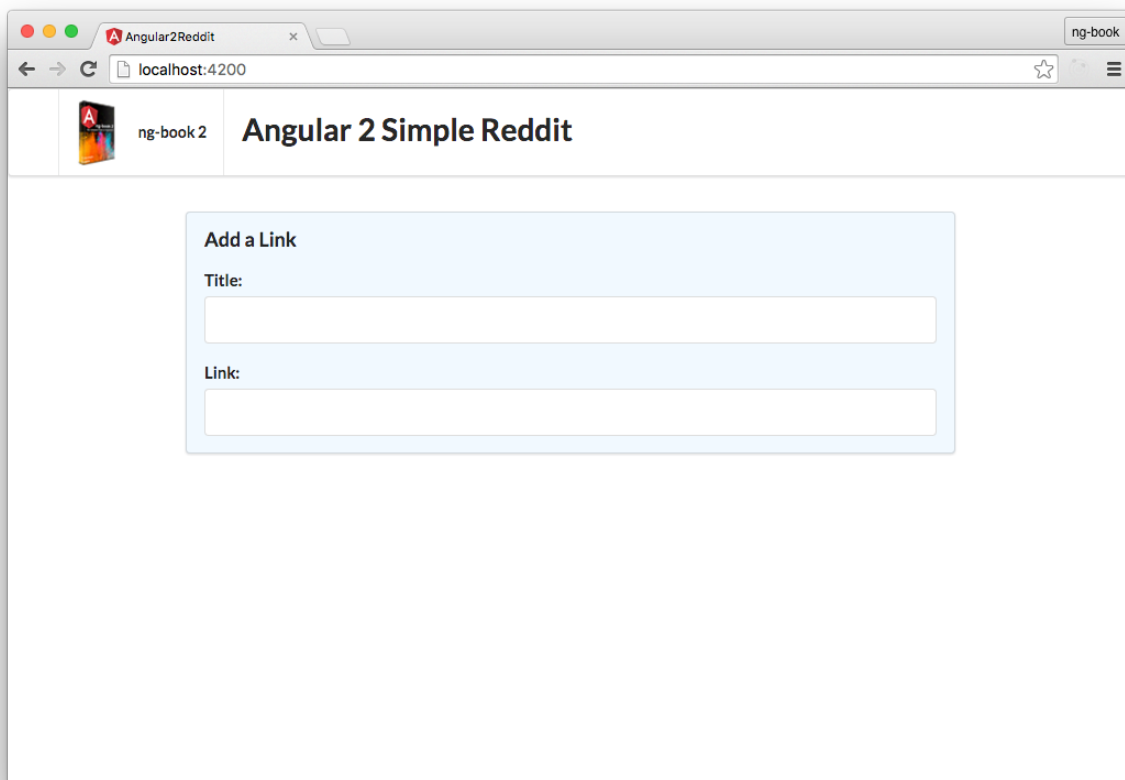 Angular2Reddit
ng-book
localhost:4200
ng-book 2
Angular 2 Simple Reddit
Add a Link
Title:
Link: